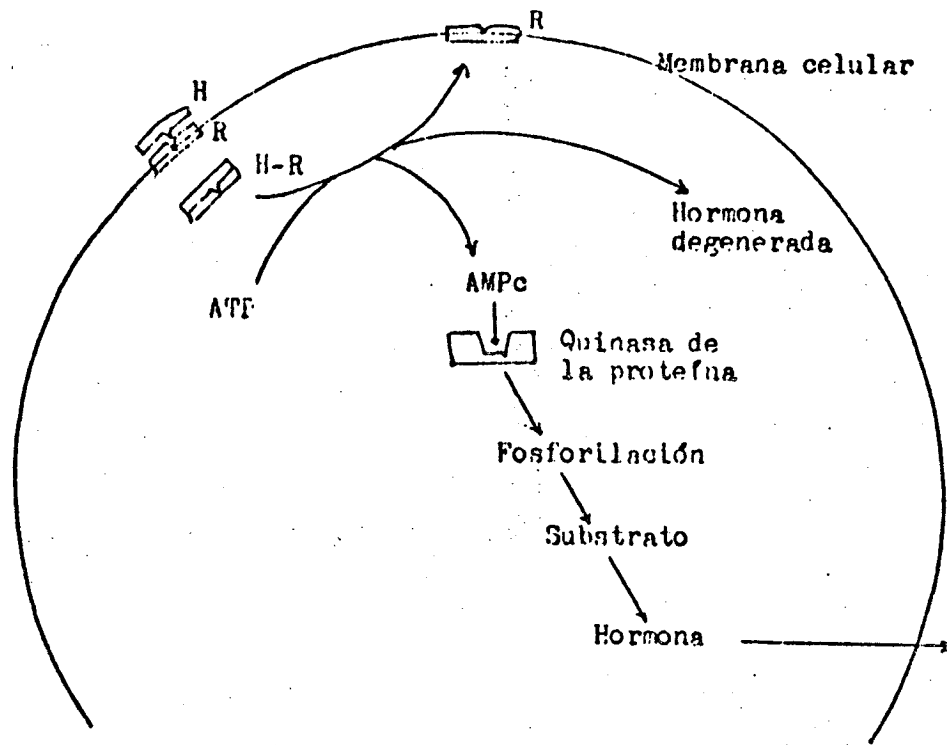 R
Membrana celular
H
R
H-R
Hormona
degenerada
ATP
AMPc
Quinasa de
la proteína
Fosforilación
Substrato
Hormona